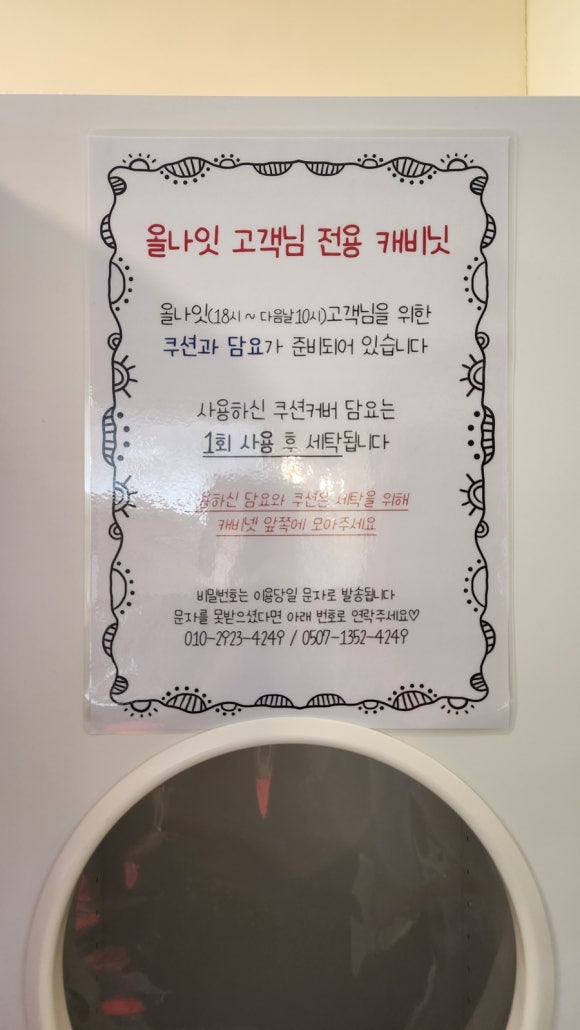 올나잇 고객님 전용 캐비닛
올나잇(18시 ~ 다음날 10시)고객님을 위한
쿠션과 담요가 준비되어 있습니다
사용하신 쿠션커버 담요는
1회 사용 후 세탁됩니다
용하신 담요와 쿠션은 세탁을 위해
캐비넷 앞쪽에 모아주세요
비밀번호는 이용당일 문자로 발송됩니다
문자를 못받으셨다면 아래 번호로 연락주세요♡
010-2923-4249 / 0507-1352-4249